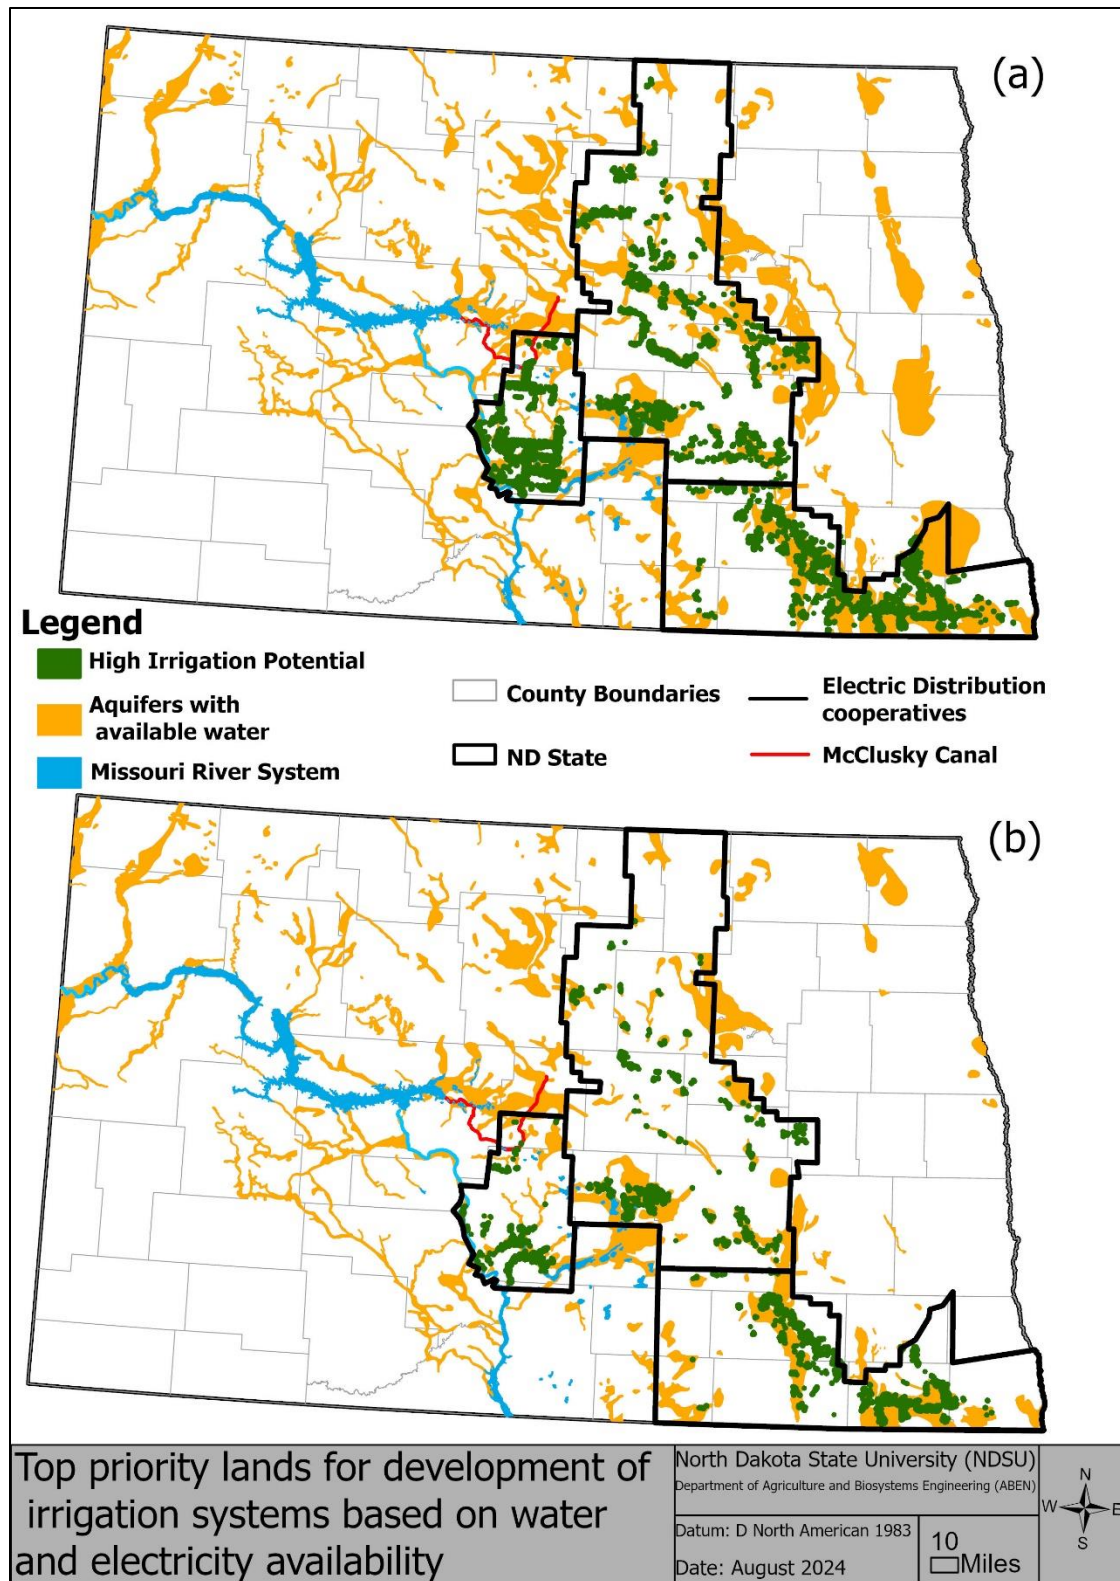 (a)
Legend
High Irrigation Potential
Aquifers with
available water
Missouri River System
County Boundaries
ND State
Electric Distribution
cooperatives
McClusky Canal
(b)
Top priority lands for development of
irrigation systems based on water
and electricity availability
North Dakota State University (NDSU)
Department of Agriculture and Biosystems Engineering (ABEN)
Datum: D North American 1983
Date: August 2024
10
Miles
N
W
E
S